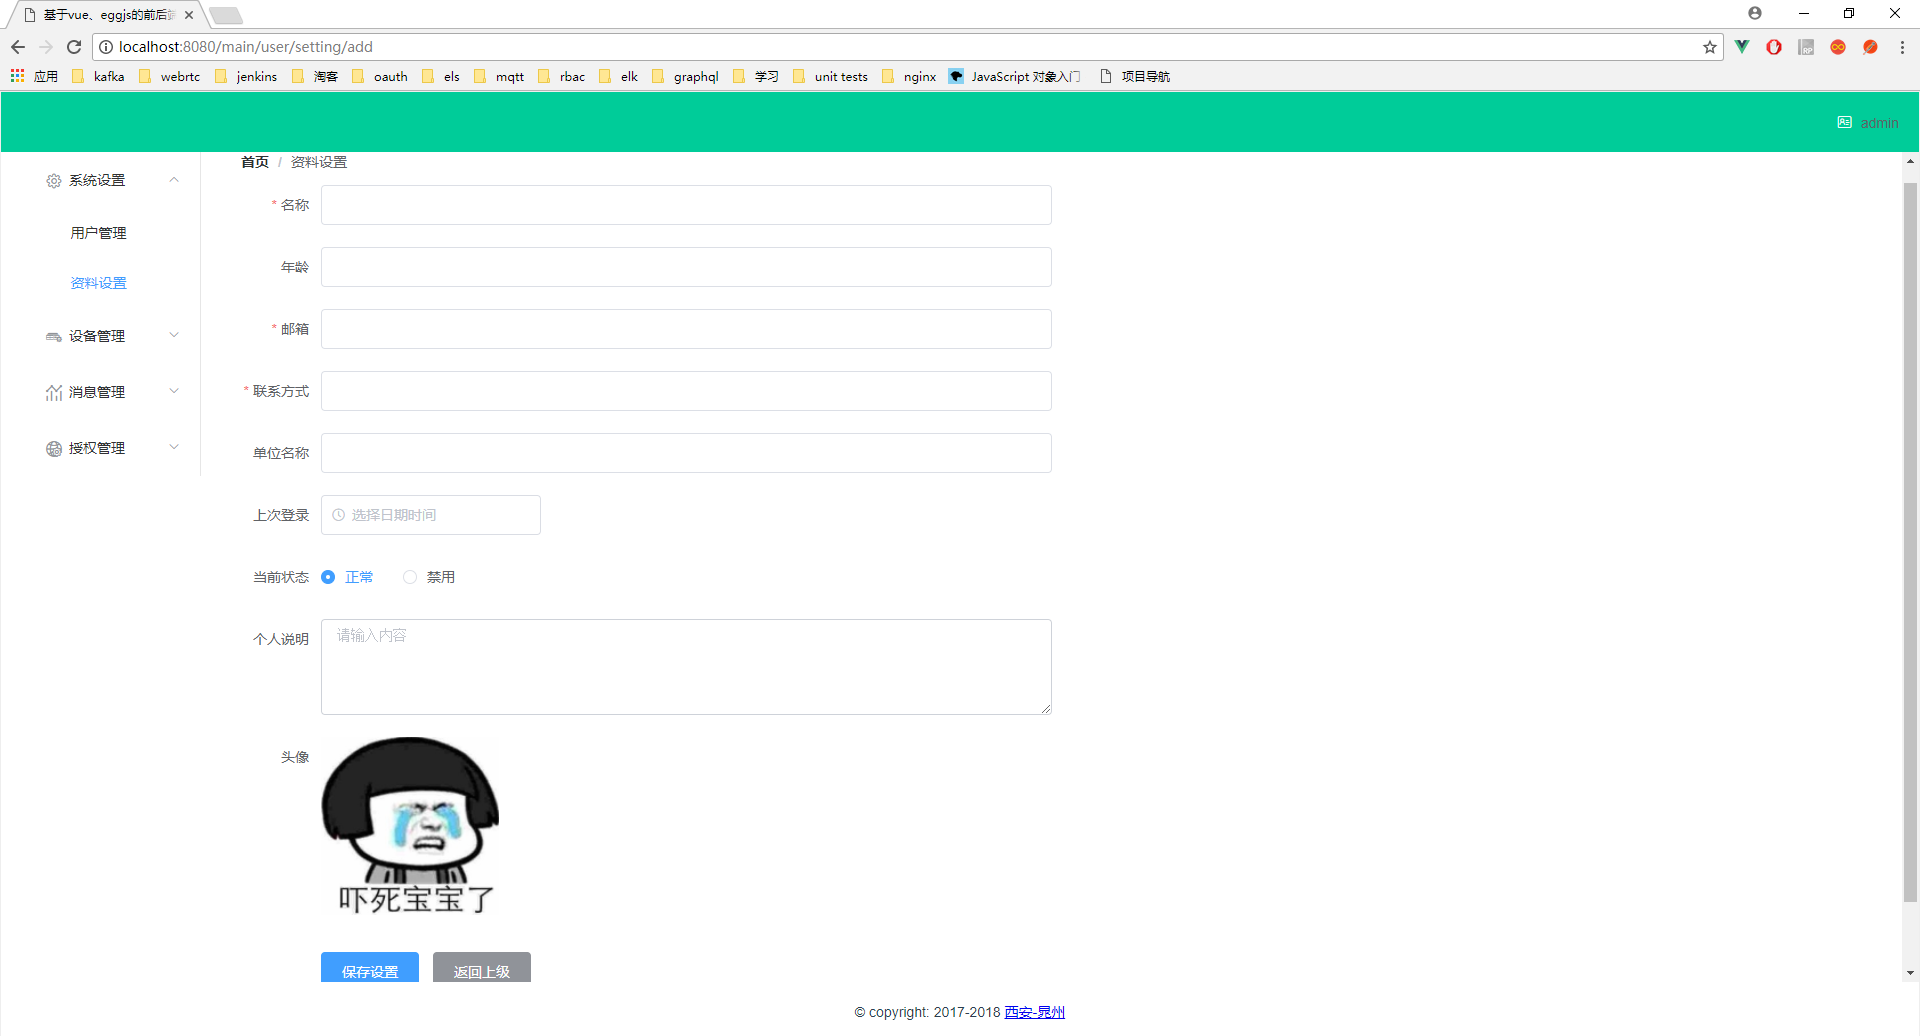 基于vue、eggjs的前后
localhost:8080/main/user/setting/add
应用 kafka webrtc jenkins 淘客 oauth els mqtt rbac elk graphql 学习 unit tests nginx JavaScript 对象入门 项目导航
admin
首页 / 资料设置
系统设置
用户管理
资料设置
设备管理
消息管理
授权管理
* 名称
年龄
* 邮箱
* 联系方式
单位名称
上次登录 选择日期时间
当前状态 正常 禁用
个人说明 请输入内容
头像
吓死宝宝了
保存设置 返回上级
© copyright: 2017-2018 西安-晁州